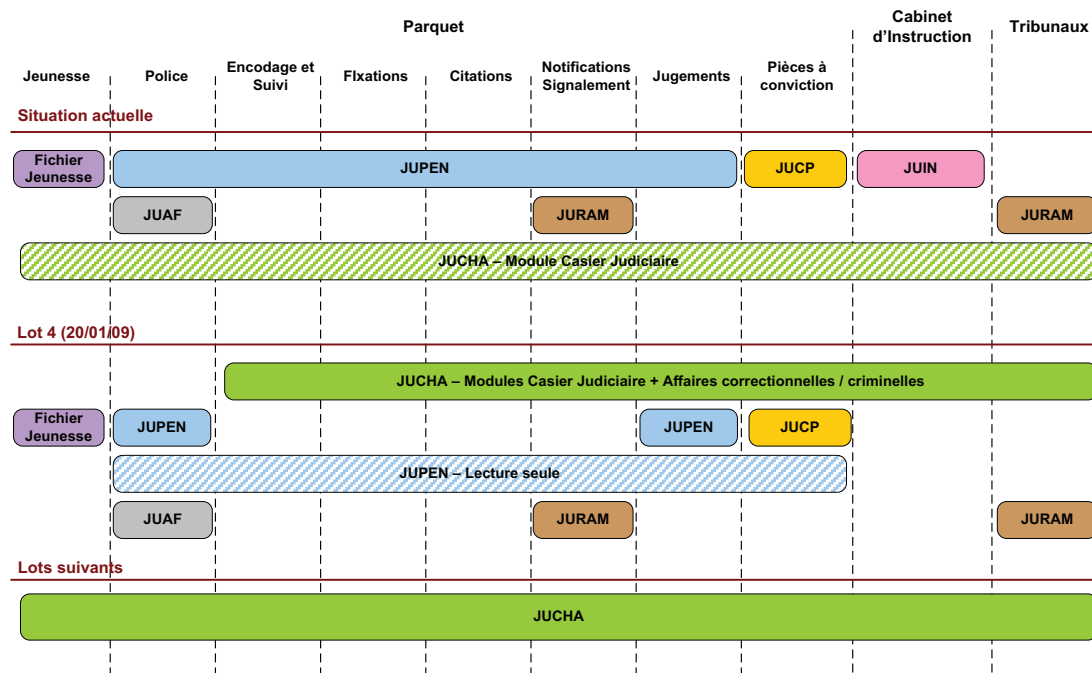 Parquet
Cabinet
d'Instruction
Tribunaux
Jeunesse
Police
Encodage et
Suivi
FIxations
Citations
Notifications
Signalement
Jugements
Pièces à
conviction
Situation actuelle
Fichier
Jeunesse
JUPEN
JUCP
JUIN
JUAF
JURAM
JURAM
JUCHA – Module Casier Judiciaire
Lot 4 (20/01/09)
JUCHA – Modules Casier Judiciaire + Affaires correctionnelles / criminelles
Fichier
Jeunesse
JUPEN
JUPEN
JUCP
JUPEN – Lecture seule
JUAF
JURAM
JURAM
Lots suivants
JUCHA